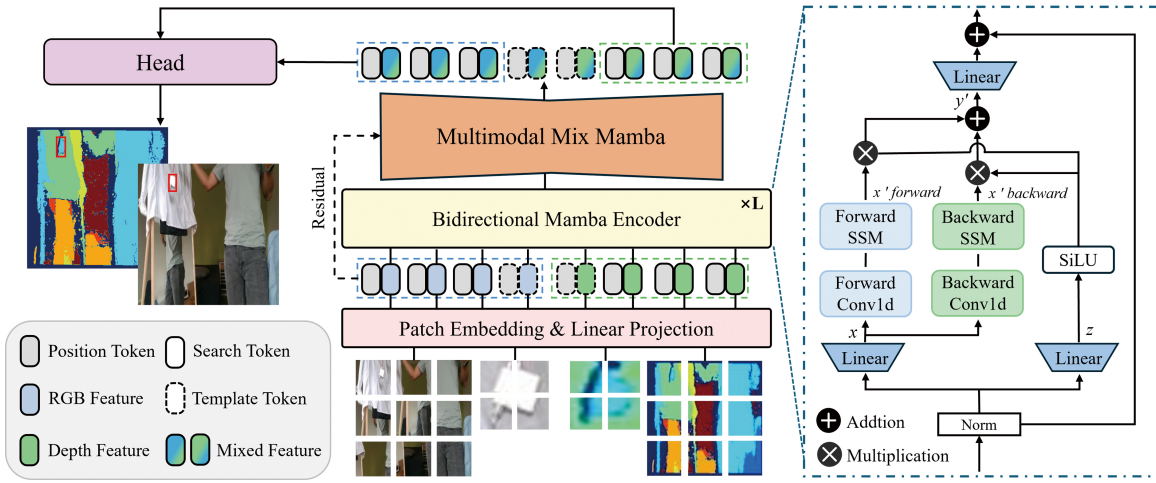 Head
Multimodal Mix Mamba
Residual
Bidirectional Mamba Encoder
×L
Patch Embedding & Linear Projection
Position Token
Search Token
RGB Feature
Template Token
Depth Feature
Mixed Feature
Linear
y'
x ' forward
x ' backward
Forward
SSM
Backward
SSM
SiLU
Forward
Conv1d
Backward
Conv1d
x
z
Linear
Linear
Norm
Addtion
Multiplication